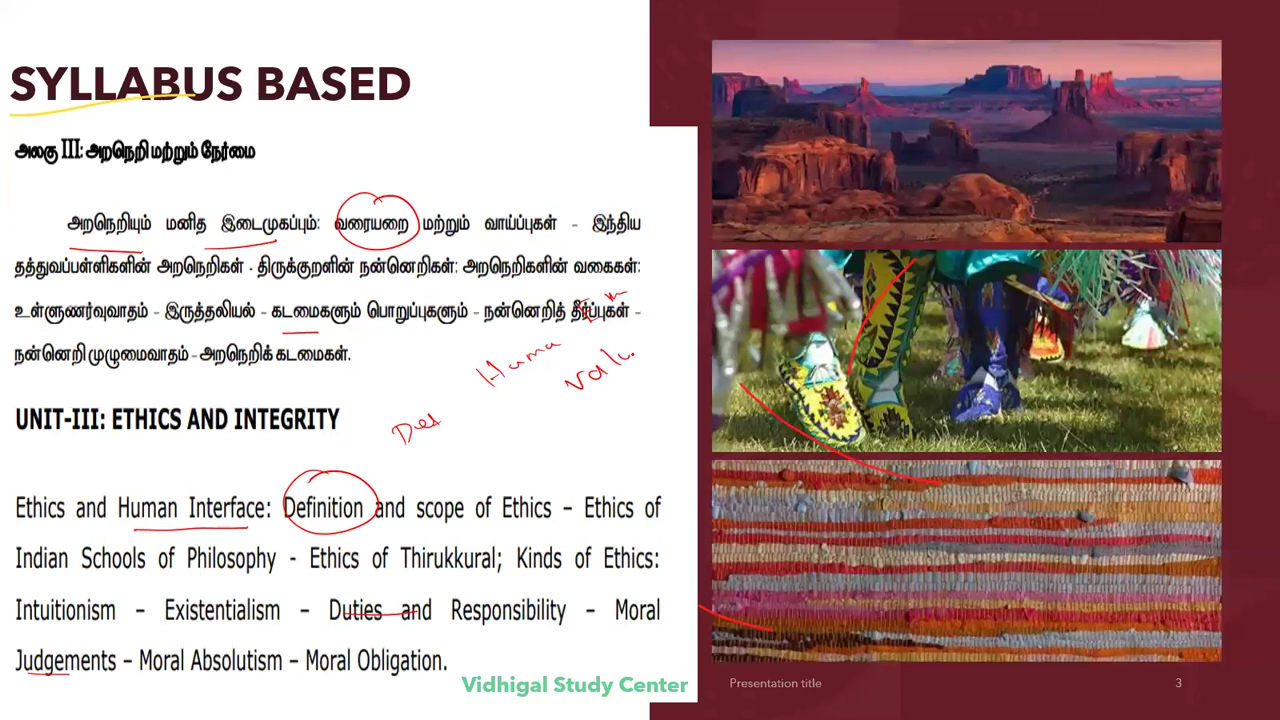 SYLLABUS BASED
அலகு III: அறநெறி மற்றும் நேர்மை
அறநெறியும் மனித இடைமுகப்பும்: வரையறை மற்றும் வாய்ப்புகள் - இந்திய
தத்துவப்பள்ளிகளின் அறநெறிகள் - திருக்குறளின் நன்னெறிகள்; அறநெறிகளின் வகைகள்:
உள்ளுணர்வுவாதம் - இருத்தலியல் - கடமைகளும் பொறுப்புகளும் - நன்னெறித் தீர்ப்புகள் -
நன்னெறி முழுமைவாதம் - அறநெறிக் கடமைகள்.
UNIT-III: ETHICS AND INTEGRITY
Ethics and Human Interface: Definition and scope of Ethics – Ethics of
Indian Schools of Philosophy - Ethics of Thirukkural; Kinds of Ethics:
Intuitionism – Existentialism – Duties and Responsibility – Moral
Judgements – Moral Absolutism – Moral Obligation.
Vidhigal Study Center
Presentation title
3